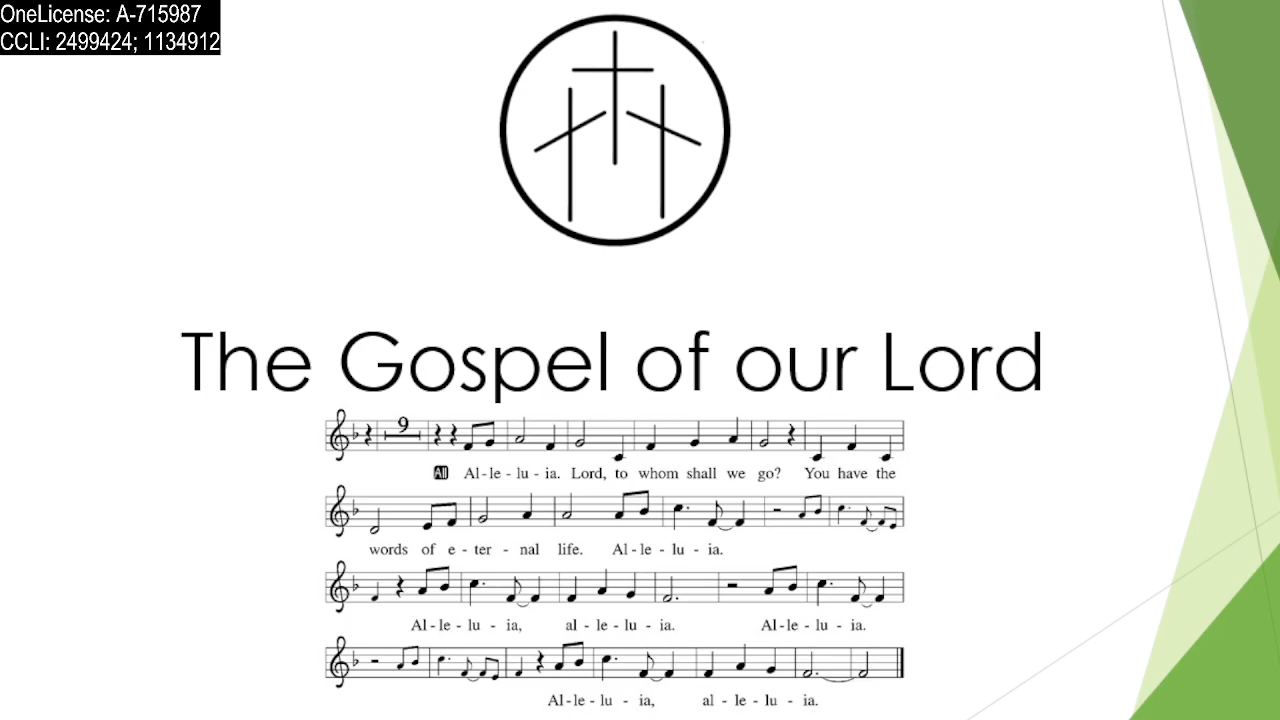 OneLicense: A-715987
CCLI: 2499424; 1134912
The Gospel of our Lord
9
All Al - le - lu - ia. Lord, to whom shall we go? You have the
words of e - ter - nal life. Al - le - lu - ia.
Al - le - lu - ia, al - le - lu - ia. Al - le - lu - ia.
Al - le - lu - ia, al - le - lu - ia.